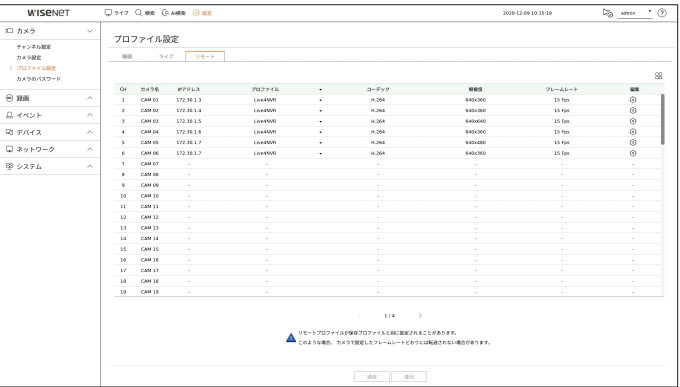 WISENET
ライブ 検索 AI検索 設定 2020-12-09 10:15:19 admin
カメラ
チャンネル設定
カメラ設定
プロファイル設定
カメラのパスワード
録画
イベント
デバイス
ネットワーク
システム
プロファイル設定
録画 ライブ リモート
CH カメラ名 IPアドレス プロファイル コーデック 解像度 フレームレート 編集
1 CAM 01 172.30.1.3 Live4NVR H.264 640x360 15 Fps
2 CAM 02 172.30.1.4 Live4NVR H.264 640x360 15 Fps
3 CAM 03 172.30.1.5 Live4NVR H.264 640x640 15 Fps
4 CAM 04 172.30.1.6 Live4NVR H.264 640x360 15 Fps
5 CAM 05 172.30.1.7 Live4NVR H.264 640x480 15 Fps
6 CAM 06 172.30.1.7 Live4NVR H.264 640x360 15 Fps
7 CAM 07 - - - - - -
8 CAM 08 - - - - - -
9 CAM 09 - - - - - -
10 CAM 10 - - - - - -
11 CAM 11 - - - - - -
12 CAM 12 - - - - - -
13 CAM 13 - - - - - -
14 CAM 14 - - - - - -
15 CAM 15 - - - - - -
16 CAM 16 - - - - - -
17 CAM 17 - - - - - -
18 CAM 18 - - - - - -
19 CAM 19 - - - - - -
1 / 4
リモートプロファイルが保存プロファイルと別に設定されることがあります。
このような場合、カメラで設定したフレームレートどおりには転送されない場合があります。
適用 復旧